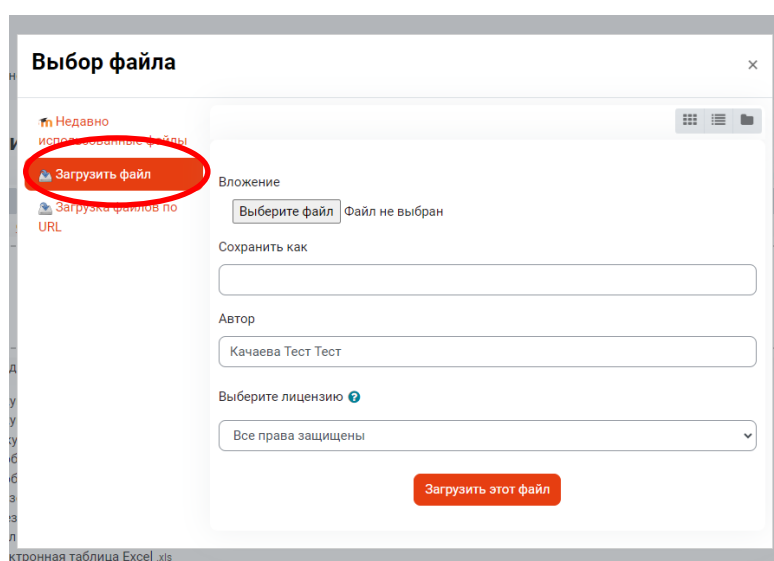 Выбор файла
×
Недавно
использованные файлы
Загрузить файл
Загрузка файлов по
URL
Вложение
Выберите файл Файл не выбран
Сохранить как
Автор
Качаева Тест Тест
Выберите лицензию ?
Все права защищены
Загрузить этот файл
ктронная таблица Excel .xls